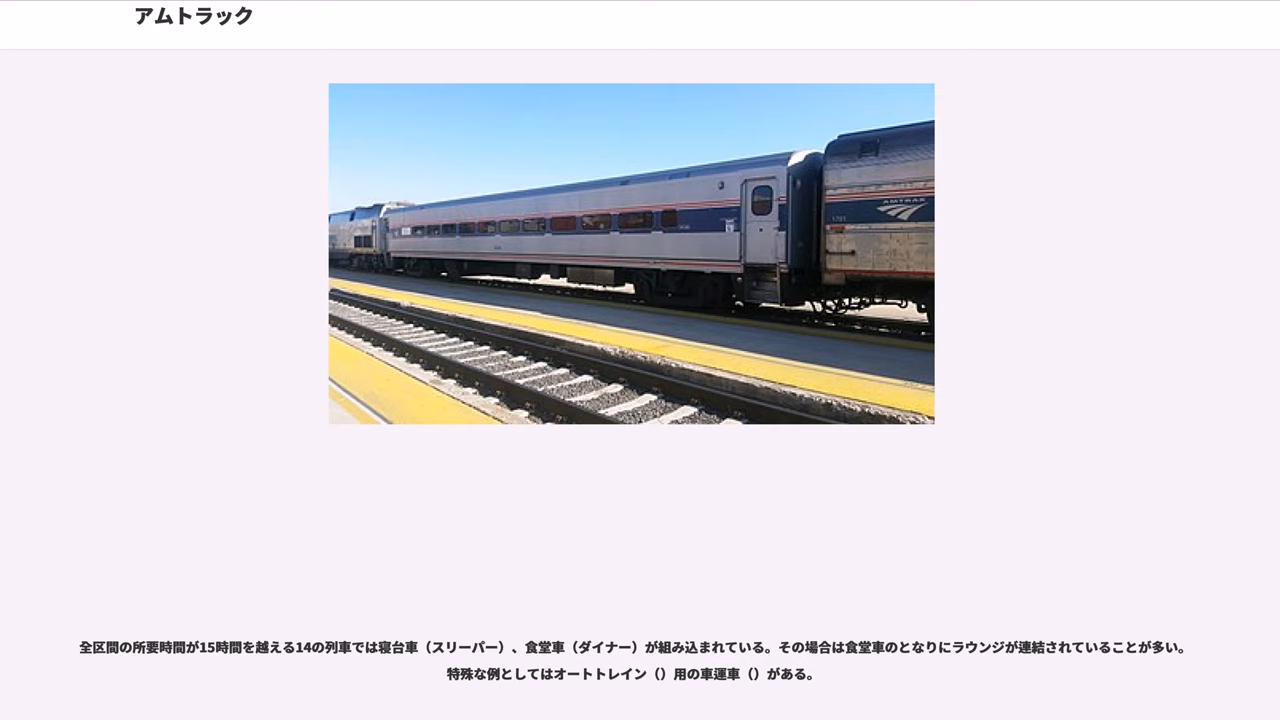 アムトラック
AMTRAK
全区間の所要時間が15時間を越える14の列車では寝台車（スリーパー）、食堂車（ダイナー）が組み込まれている。その場合は食堂車のとなりにラウンジが連結されていることが多い。
特殊な例としてはオートトレイン（）用の車運車（）がある。